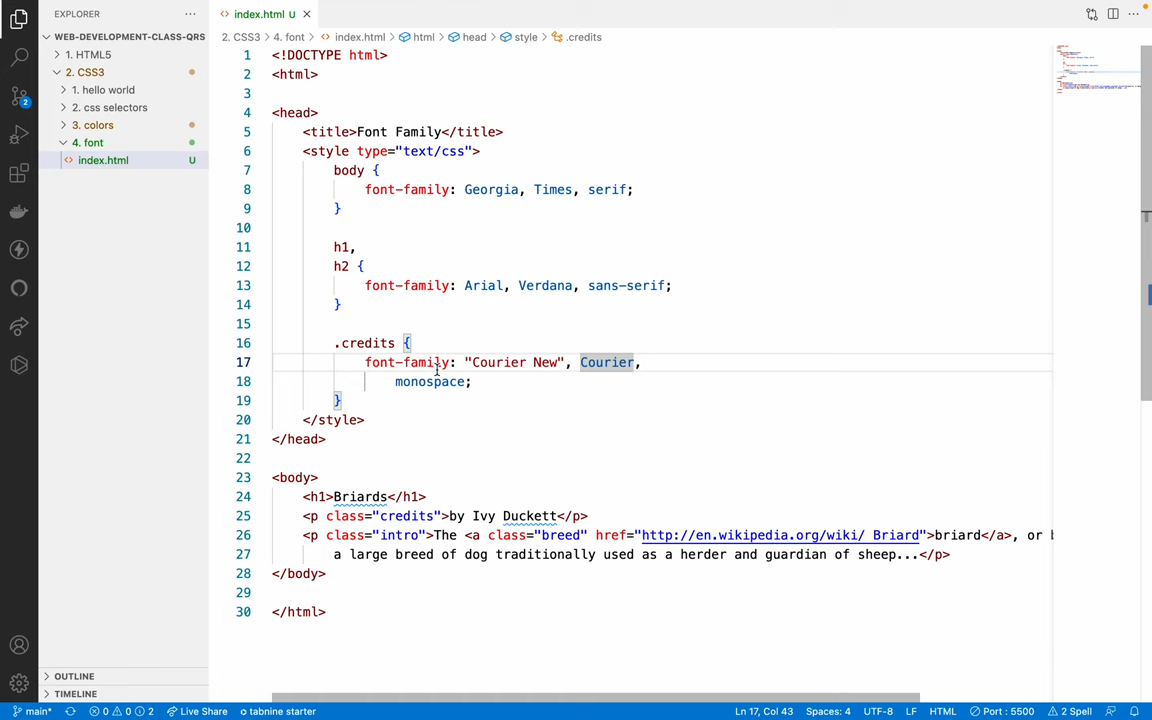 EXPLORER
WEB-DEVELOPMENT-CLASS-QRS
1. HTML5
2. CSS3
1. hello world
2. css selectors
3. colors
4. font
<> index.html U
2
OUTLINE
TIMELINE
<> index.html U ×
2. CSS3 > 4. font > <> index.html > html > head > style > .credits
1 <!DOCTYPE html>
2 <html>
3
4 <head>
5 <title>Font Family</title>
6 <style type="text/css">
7 body {
8 font-family: Georgia, Times, serif;
9 }
10
11 h1,
12 h2 {
13 font-family: Arial, Verdana, sans-serif;
14 }
15
16 .credits {
17 font-family: "Courier New", Courier,
18 monospace;
19 }
20 </style>
21 </head>
22
23 <body>
24 <h1>Briards</h1>
25 <p class="credits">by Ivy Duckett</p>
26 <p class="intro">The <a class="breed" href="http://en.wikipedia.org/wiki/ Briard">briard</a>, or b
27 a large breed of dog traditionally used as a herder and guardian of sheep...</p>
28 </body>
29
30 </html>
main* 0 0 2 Live Share tabnine starter Ln 17, Col 43 Spaces: 4 UTF-8 LF HTML Port : 5500 2 Spell